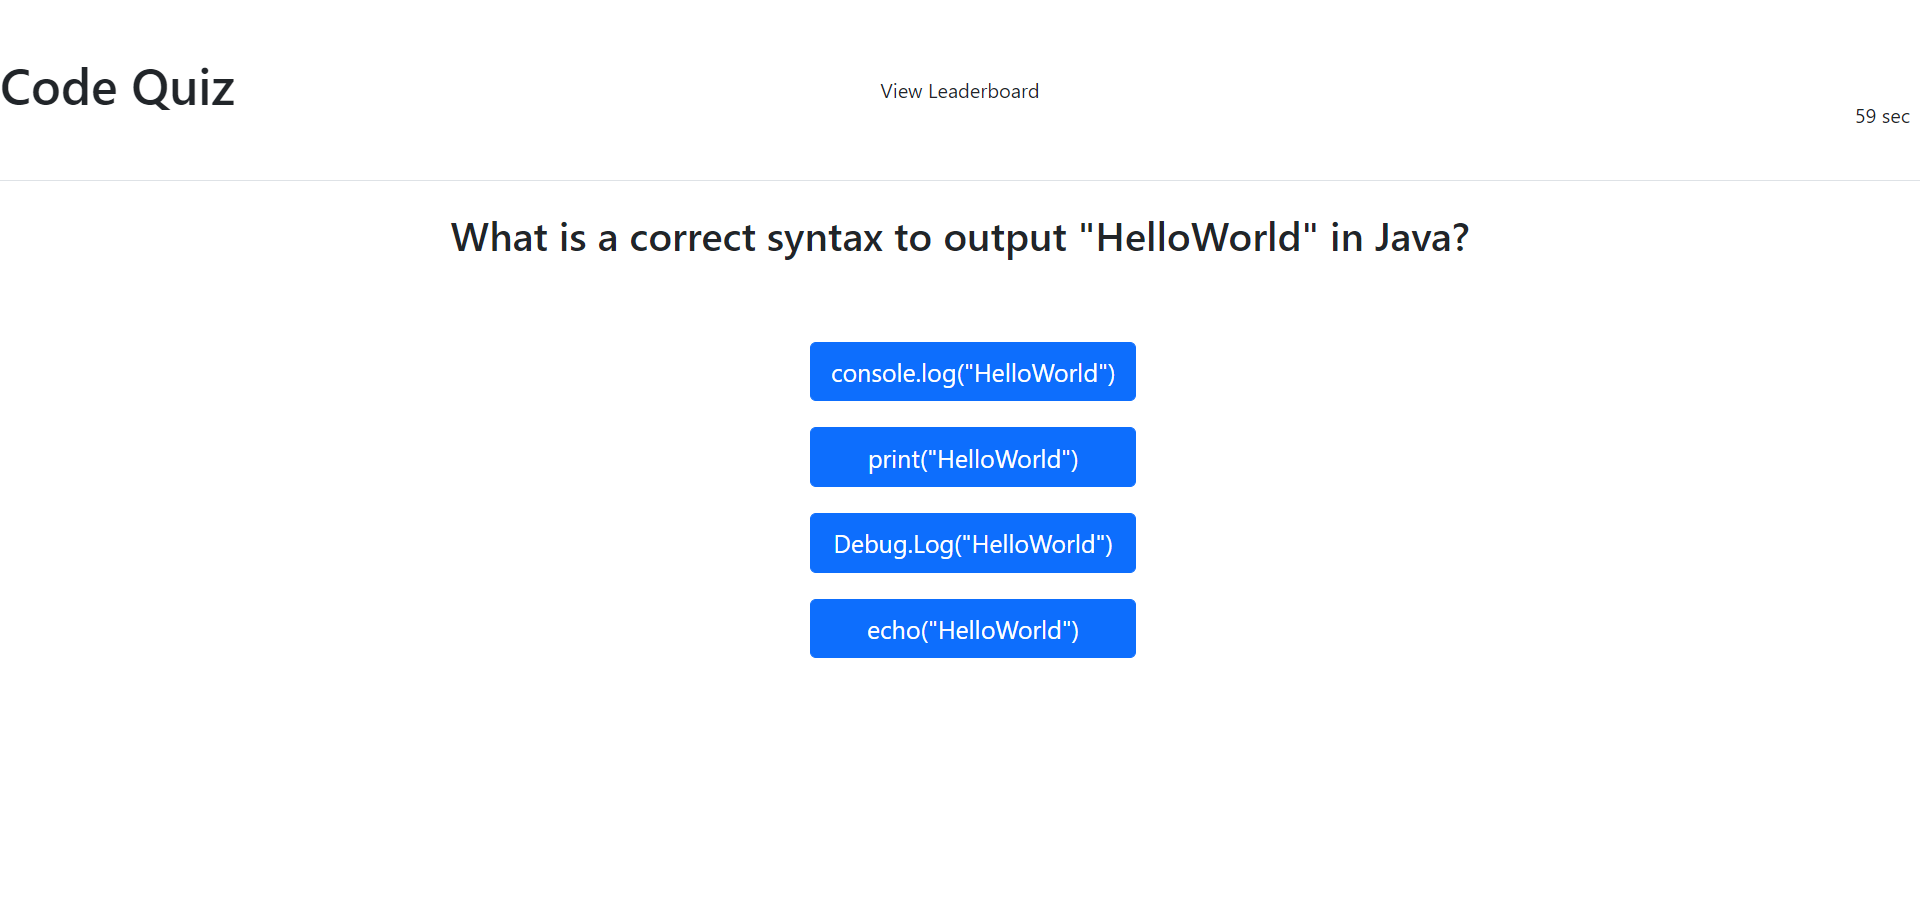 Code Quiz
View Leaderboard
59 sec
What is a correct syntax to output "HelloWorld" in Java?
console.log("HelloWorld")
print("HelloWorld")
Debug.Log("HelloWorld")
echo("HelloWorld")